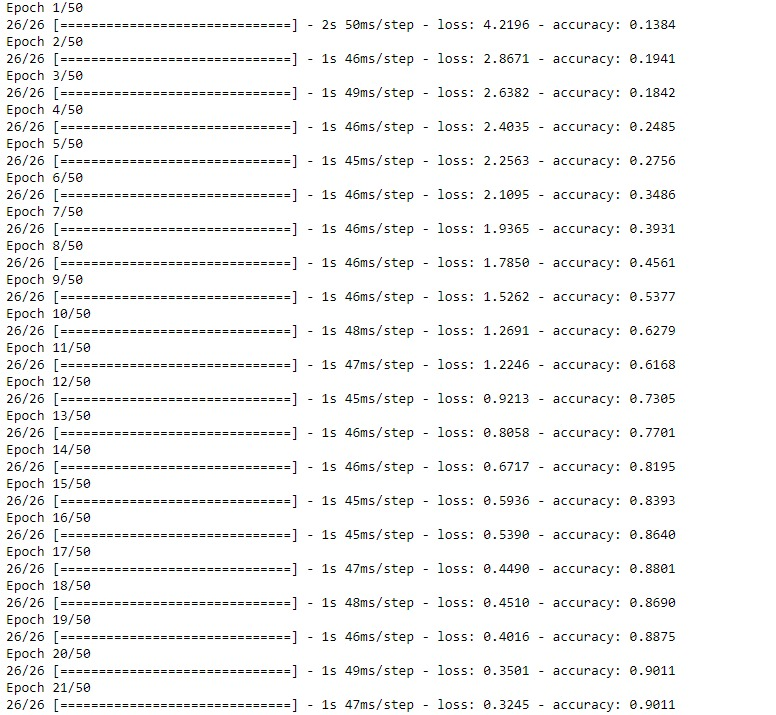 Epoch 1/50
26/26 [==============================] - 2s 50ms/step - loss: 4.2196 - accuracy: 0.1384
Epoch 2/50
26/26 [==============================] - 1s 46ms/step - loss: 2.8671 - accuracy: 0.1941
Epoch 3/50
26/26 [==============================] - 1s 49ms/step - loss: 2.6382 - accuracy: 0.1842
Epoch 4/50
26/26 [==============================] - 1s 46ms/step - loss: 2.4035 - accuracy: 0.2485
Epoch 5/50
26/26 [==============================] - 1s 45ms/step - loss: 2.2563 - accuracy: 0.2756
Epoch 6/50
26/26 [==============================] - 1s 46ms/step - loss: 2.1095 - accuracy: 0.3486
Epoch 7/50
26/26 [==============================] - 1s 46ms/step - loss: 1.9365 - accuracy: 0.3931
Epoch 8/50
26/26 [==============================] - 1s 46ms/step - loss: 1.7850 - accuracy: 0.4561
Epoch 9/50
26/26 [==============================] - 1s 46ms/step - loss: 1.5262 - accuracy: 0.5377
Epoch 10/50
26/26 [==============================] - 1s 48ms/step - loss: 1.2691 - accuracy: 0.6279
Epoch 11/50
26/26 [==============================] - 1s 47ms/step - loss: 1.2246 - accuracy: 0.6168
Epoch 12/50
26/26 [==============================] - 1s 45ms/step - loss: 0.9213 - accuracy: 0.7305
Epoch 13/50
26/26 [==============================] - 1s 46ms/step - loss: 0.8058 - accuracy: 0.7701
Epoch 14/50
26/26 [==============================] - 1s 46ms/step - loss: 0.6717 - accuracy: 0.8195
Epoch 15/50
26/26 [==============================] - 1s 45ms/step - loss: 0.5936 - accuracy: 0.8393
Epoch 16/50
26/26 [==============================] - 1s 45ms/step - loss: 0.5390 - accuracy: 0.8640
Epoch 17/50
26/26 [==============================] - 1s 47ms/step - loss: 0.4490 - accuracy: 0.8801
Epoch 18/50
26/26 [==============================] - 1s 48ms/step - loss: 0.4510 - accuracy: 0.8690
Epoch 19/50
26/26 [==============================] - 1s 46ms/step - loss: 0.4016 - accuracy: 0.8875
Epoch 20/50
26/26 [==============================] - 1s 49ms/step - loss: 0.3501 - accuracy: 0.9011
Epoch 21/50
26/26 [==============================] - 1s 47ms/step - loss: 0.3245 - accuracy: 0.9011